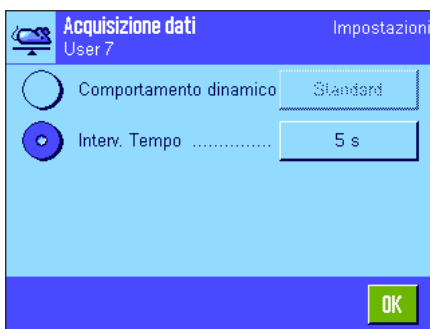 Acquisizione dati
Impostazioni
User 7
Comportamento dinamico
Standard
Interv. Tempo ...............
5 s
OK